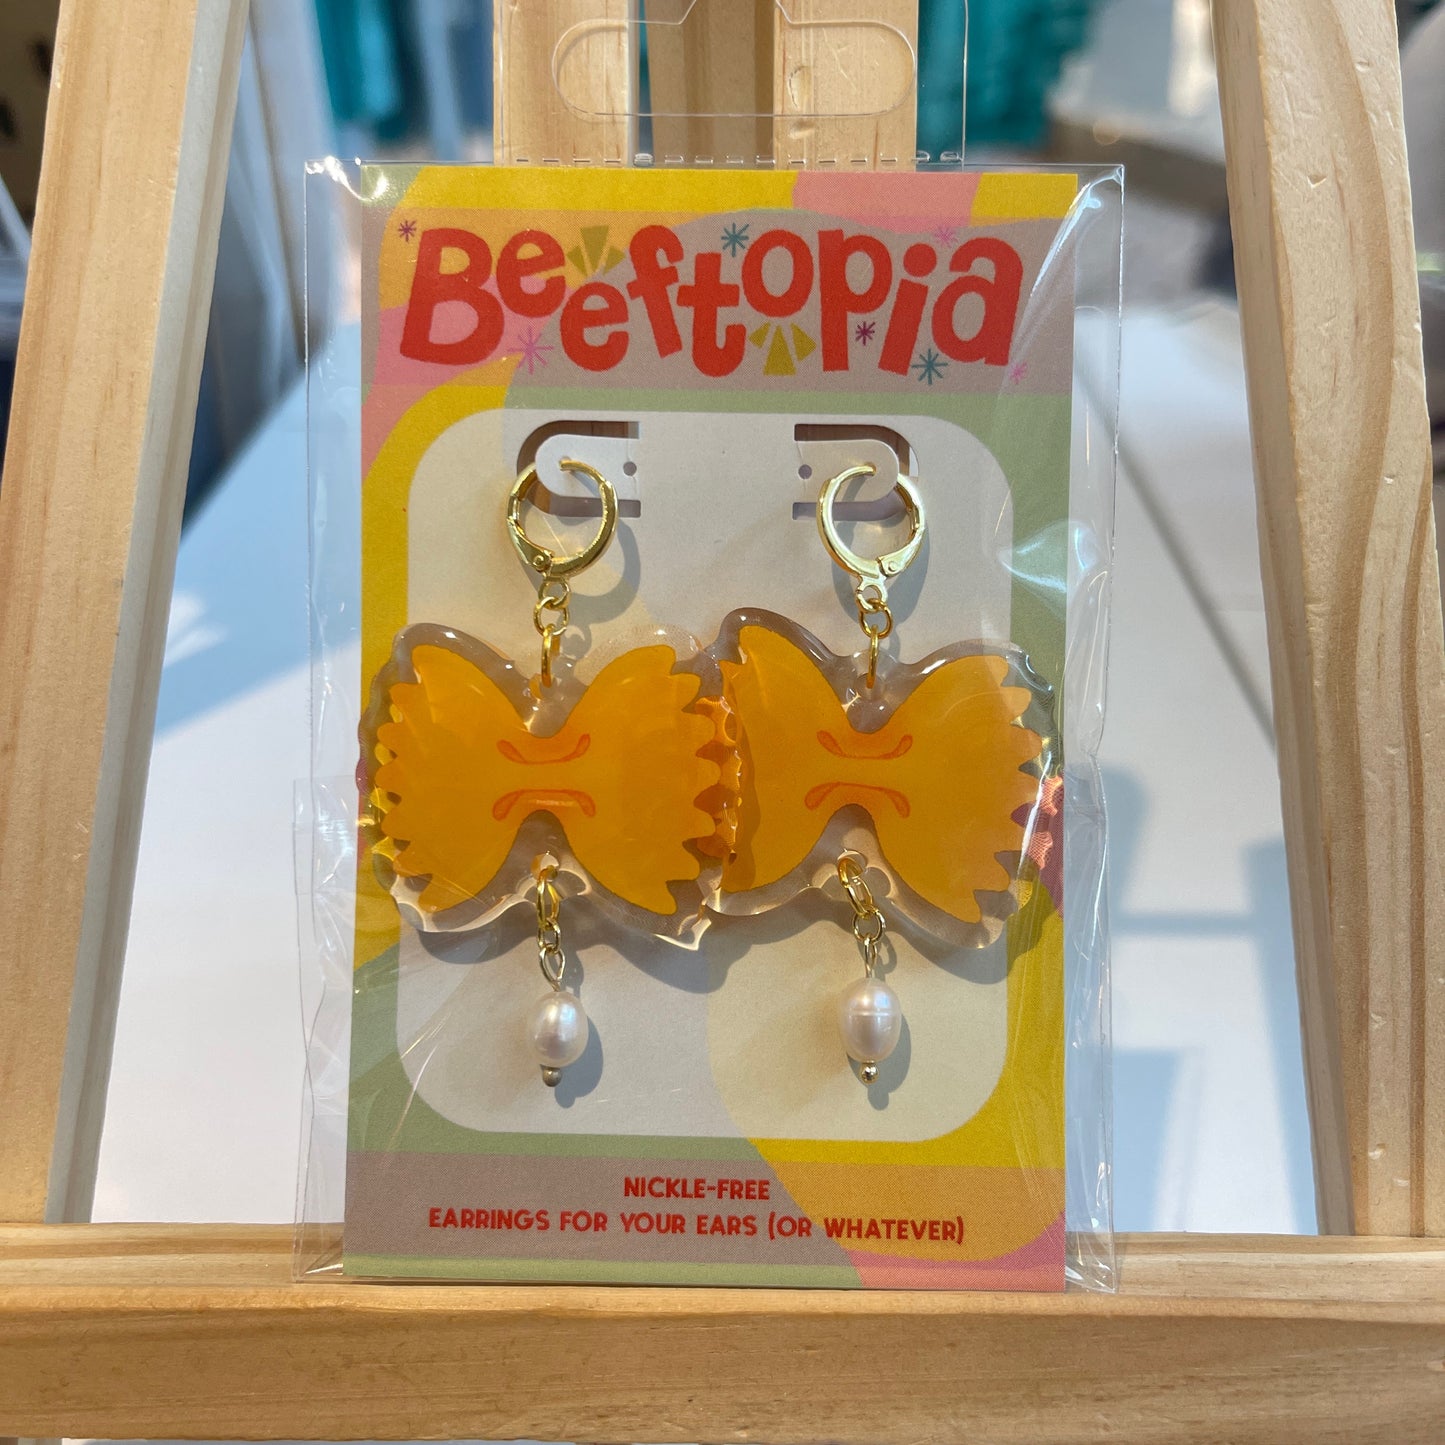 Beeftopia
NICKLE-FREE
EARRINGS FOR YOUR EARS (OR WHATEVER)